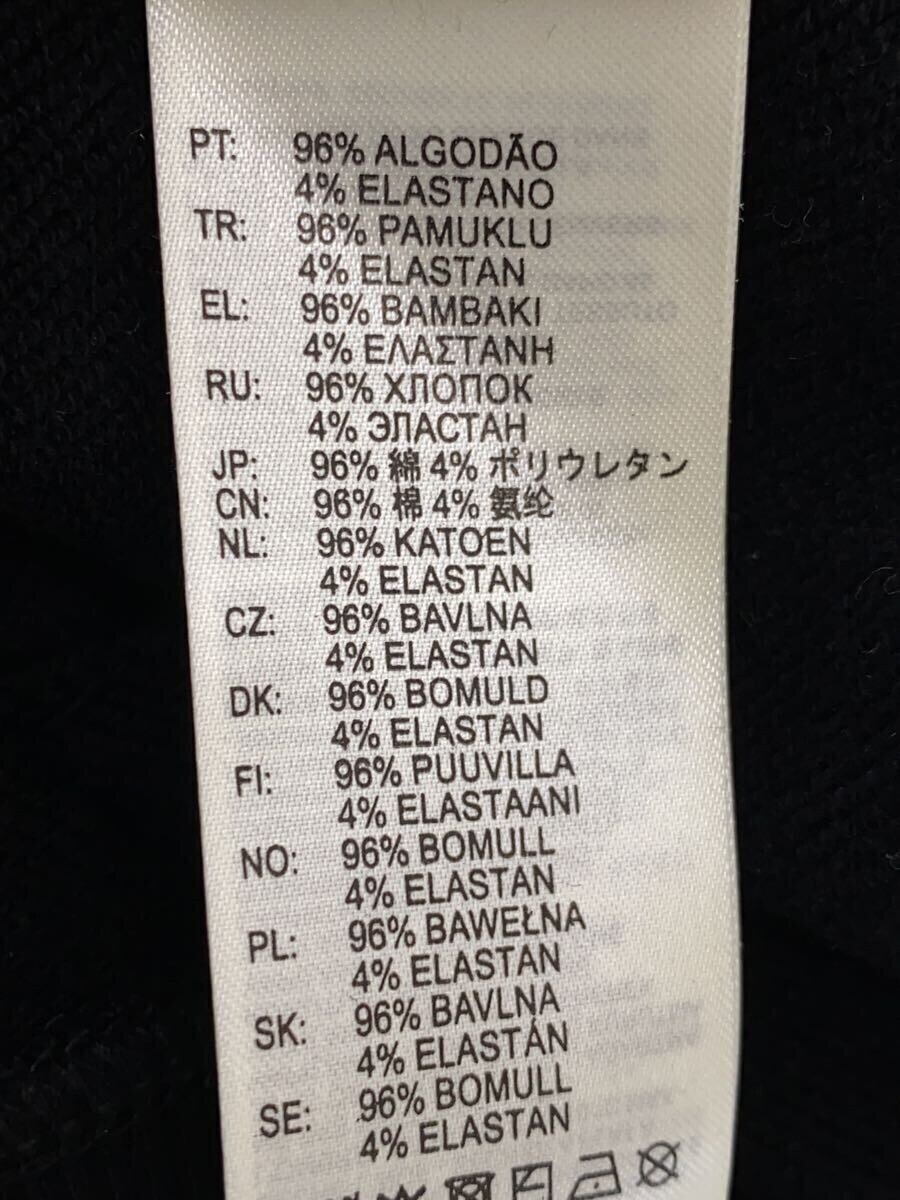 PT: 96% ALGODÃO
4% ELASTANO
TR: 96% PAMUKLU
4% ELASTAN
EL: 96% BAMBAKI
4% ΕΛΑΣΤΑΝΗ
RU: 96% ХЛОПОК
4% ЭЛАСТАН
JP: 96% 綿 4% ポリウレタン
CN: 96% 棉 4% 氨纶
NL: 96% KATOEN
4% ELASTAN
CZ: 96% BAVLNA
4% ELASTAN
DK: 96% BOMULD
4% ELASTAN
FI: 96% PUUVILLA
4% ELASTAANI
NO: 96% BOMULL
4% ELASTAN
PL: 96% BAWEŁNA
4% ELASTAN
SK: 96% BAVLNA
4% ELASTÁN
SE: 96% BOMULL
4% ELASTAN